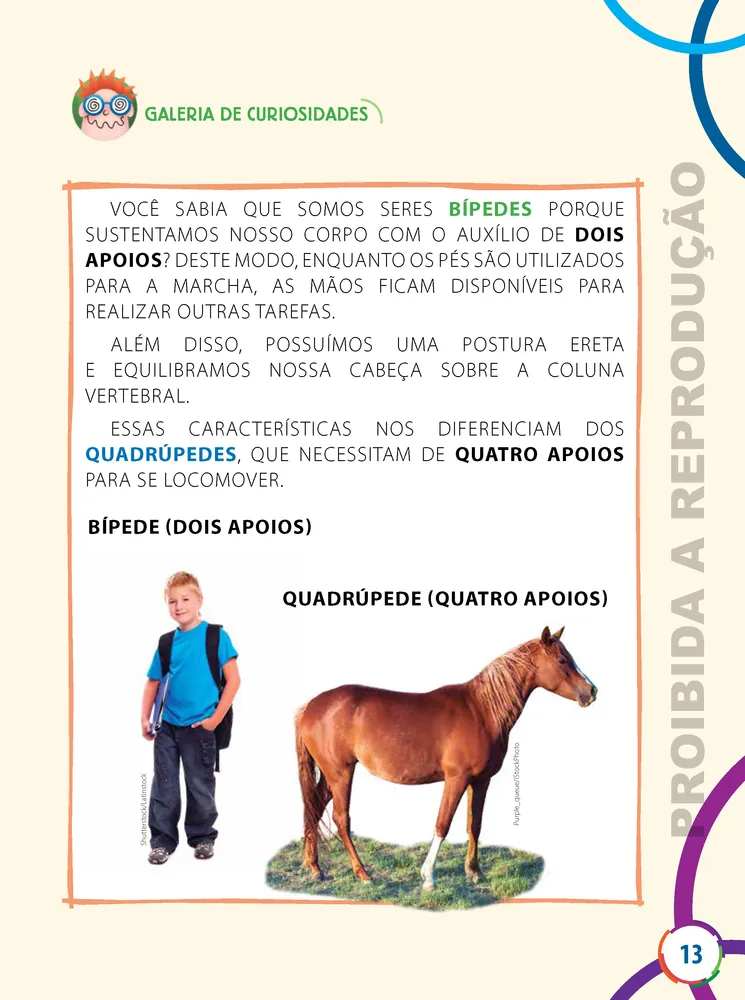 GALERIA DE CURIOSIDADES
VOCÊ SABIA QUE SOMOS SERES BÍPEDES PORQUE
SUSTENTAMOS NOSSO CORPO COM O AUXÍLIO DE DOIS
APOIOS? DESTE MODO, ENQUANTO OS PÉS SÃO UTILIZADOS
PARA A MARCHA, AS MÃOS FICAM DISPONÍVEIS PARA
REALIZAR OUTRAS TAREFAS.
ALÉM DISSO, POSSUÍMOS UMA POSTURA ERETA
E EQUILIBRAMOS NOSSA CABEÇA SOBRE A COLUNA
VERTEBRAL.
ESSAS CARACTERÍSTICAS NOS DIFERENCIAM DOS
QUADRÚPEDES, QUE NECESSITAM DE QUATRO APOIOS
PARA SE LOCOMOVER.
BÍPEDE (DOIS APOIOS)
QUADRÚPEDE (QUATRO APOIOS)
Shutterstock/Latinstock
Purple_queue/iStockPhoto
PROIBIDA A REPRODUÇÃO
13